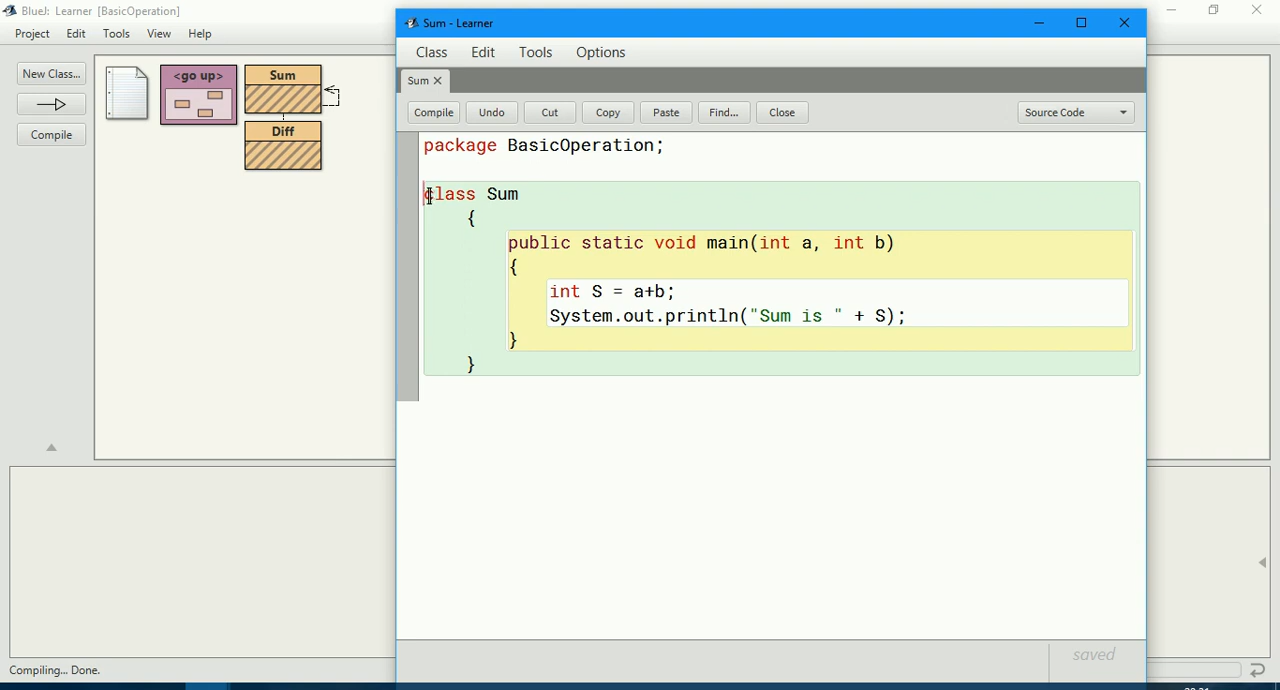 BlueJ: Learner [BasicOperation]
Project Edit Tools View Help
New Class...
Compile
<go up>
Sum
Diff
Sum - Learner
Class Edit Tools Options
Sum
Compile Undo Cut Copy Paste Find... Close Source Code
package BasicOperation;
class Sum
{
public static void main(int a, int b)
{
int S = a+b;
System.out.println("Sum is " + S);
}
}
saved
Compiling... Done.